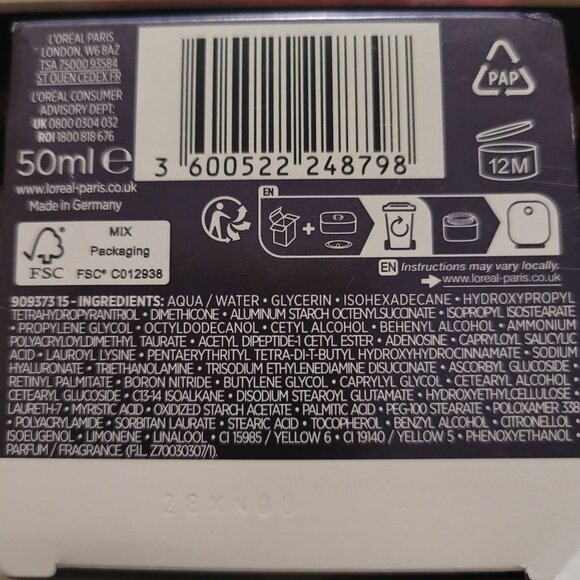 L'ORÉAL PARIS
LONDON, W6 8AZ
TSA 75000 93584
ST OUEN CEDEX FR
L'ORÉAL CONSUMER
ADVISORY DEPT:
UK 0800 0304 032
ROI 1800 818 676
50ml e
www.loreal-paris.co.uk
Made in Germany
3 600522 248798
PAP
12M
FSC
MIX
Packaging
FSC® C012938
EN
EN Instructions may vary locally.
www.loreal-paris.co.uk
909373 15 - INGREDIENTS: AQUA / WATER • GLYCERIN • ISOHEXADECANE • HYDROXYPROPYL
TETRAHYDROPYRANTRIOL • DIMETHICONE • ALUMINUM STARCH OCTENYLSUCCINATE • ISOPROPYL ISOSTEARATE
• PROPYLENE GLYCOL • OCTYLDODECANOL • CETYL ALCOHOL • BEHENYL ALCOHOL • AMMONIUM
POLYACRYLOYLDIMETHYL TAURATE • ACETYL DIPEPTIDE-1 CETYL ESTER • ADENOSINE • CAPRYLOYL SALICYLIC
ACID • LAUROYL LYSINE • PENTAERYTHRITYL TETRA-DI-T-BUTYL HYDROXYHYDROCINNAMATE • SODIUM
HYALURONATE • TRIETHANOLAMINE • TRISODIUM ETHYLENEDIAMINE DISUCCINATE • ASCORBYL GLUCOSIDE •
RETINYL PALMITATE • BORON NITRIDE • BUTYLENE GLYCOL • CAPRYLYL GLYCOL • CETEARYL ALCOHOL •
CETEARYL GLUCOSIDE • C13-14 ISOALKANE • DISODIUM STEAROYL GLUTAMATE • HYDROXYETHYLCELLULOSE •
LAURETH-7 • MYRISTIC ACID • OXIDIZED STARCH ACETATE • PALMITIC ACID • PEG-100 STEARATE • POLOXAMER 338
• POLYACRYLAMIDE • SORBITAN LAURATE • STEARIC ACID • TOCOPHEROL • BENZYL ALCOHOL • CITRONELLOL •
ISOEUGENOL • LIMONENE • LINALOOL • CI 15985 / YELLOW 6 • CI 19140 / YELLOW 5 • PHENOXYETHANOL •
PARFUM / FRAGRANCE (F.I.L. Z70030307/1).
28XN00